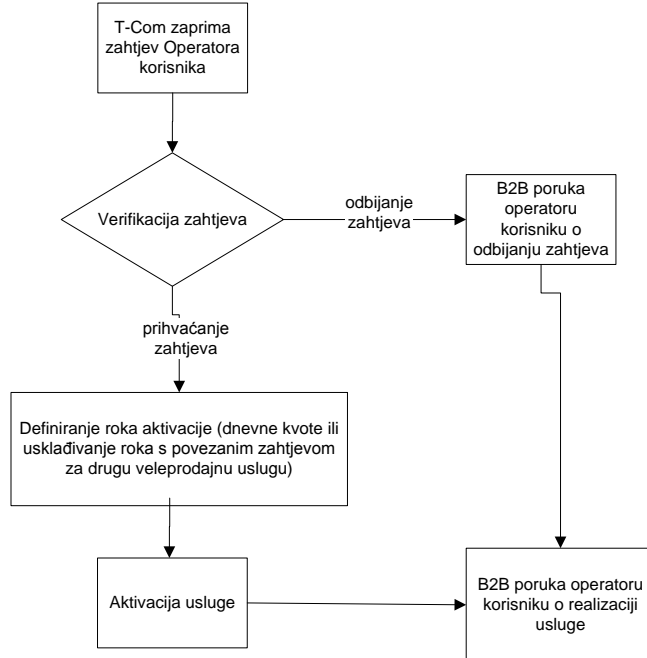 T-Com zaprima
zahtjev Operatora
korisnika
Verifikacija zahtjeva
odbijanje
zahtjeva
B2B poruka
operatoru
korisniku o
odbijanju zahtjeva
prihvaćanje
zahtjeva
Definiranje roka aktivacije (dnevne kvote ili
usklađivanje roka s povezanim zahtjevom
za drugu veleprodajnu uslugu)
Aktivacija usluge
B2B poruka operatoru
korisniku o realizaciji
usluge